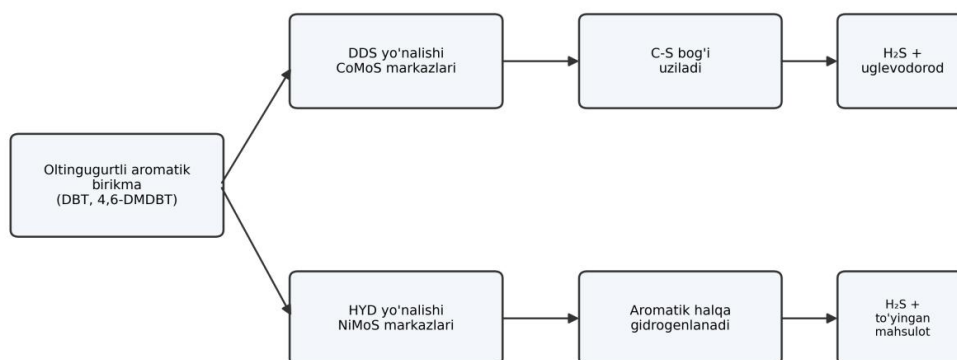 DDS yo'nalishi
CoMoS markazlari
C-S bog'i
uziladi
H₂S +
uglevodorod
Oltingugurtli aromatik
birikma
(DBT, 4,6-DMDBT)
HYD yo'nalishi
NiMoS markazlari
Aromatik halqa
gidrogenlanadi
H₂S +
to'yingan
mahsulot